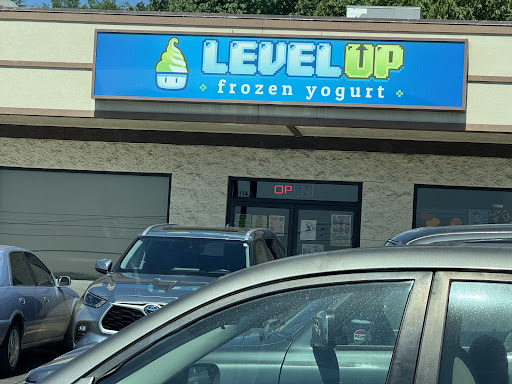 LEVEL UP
frozen yogurt
OPEN